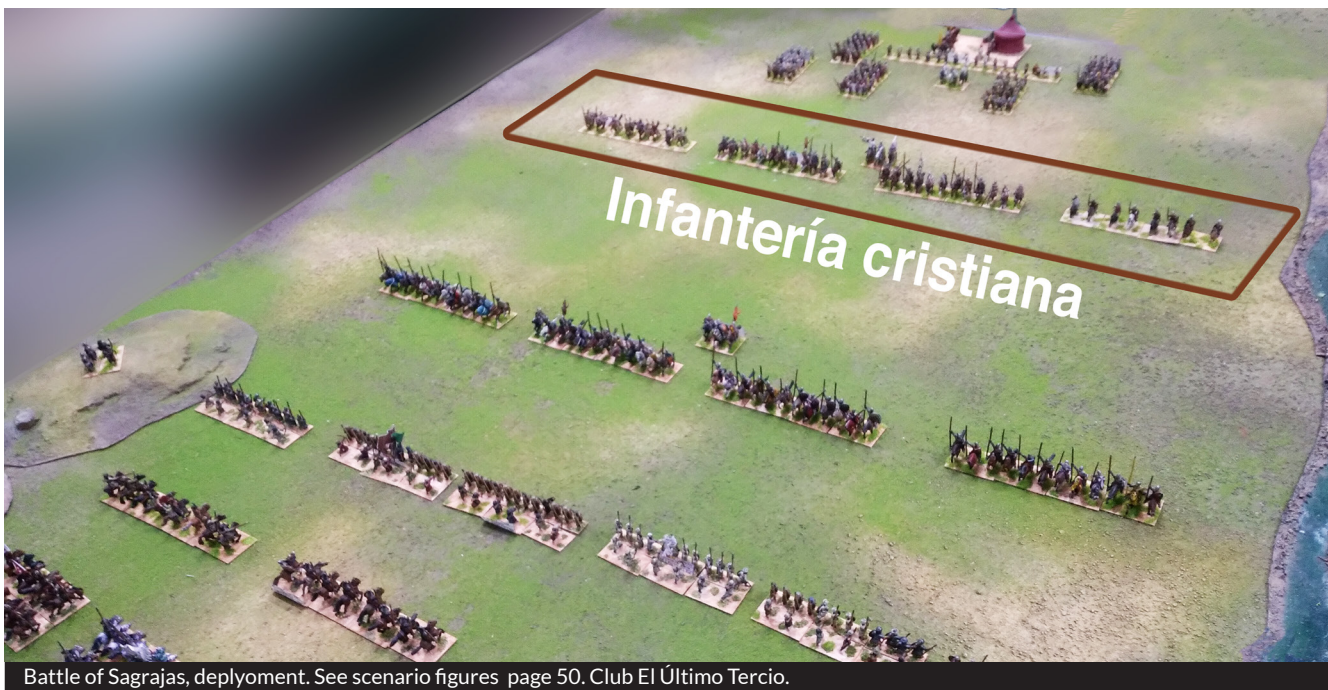 Infantería cristiana
Battle of Sagrajas, deplyoment. See scenario figures page 50. Club El Último Tercio.